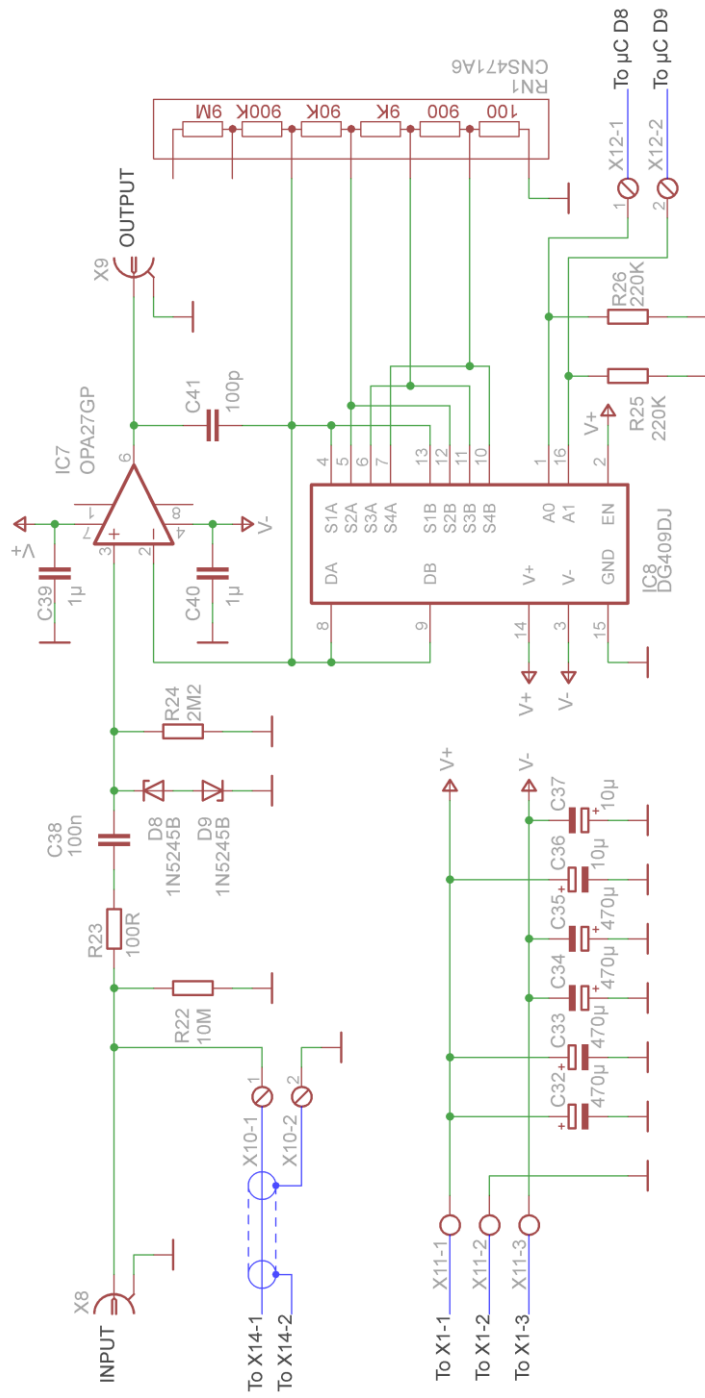 INPUT
X8
R22
10M
R23
100R
C38
100n
D8
1N5245B
D9
1N5245B
R24
2M2
C39
1µ
C40
1µ
V+
V-
IC7
OPA27GP
3
2
7
1
8
4
6
+
−
C41
100p
X9
OUTPUT
To X14-1
To X14-2
X10-1
X10-2
1
2
RN1
CNS471A6
9M
900K
90K
9K
900
100
8
9
14
3
15
DA
DB
V+
V-
GND
S1A
S2A
S3A
S4A
S1B
S2B
S3B
S4B
A0
A1
EN
4
5
6
7
13
12
11
10
1
16
2
IC8
DG409DJ
V+
V-
V+
R25
220K
R26
220K
X12-1
X12-2
1
2
To µC D8
To µC D9
To X1-1
To X1-2
To X1-3
X11-1
X11-2
X11-3
C32
470µ
+
C33
470µ
+
C34
470µ
+
C35
470µ
+
C36
10µ
+
C37
10µ
+
V+
V-